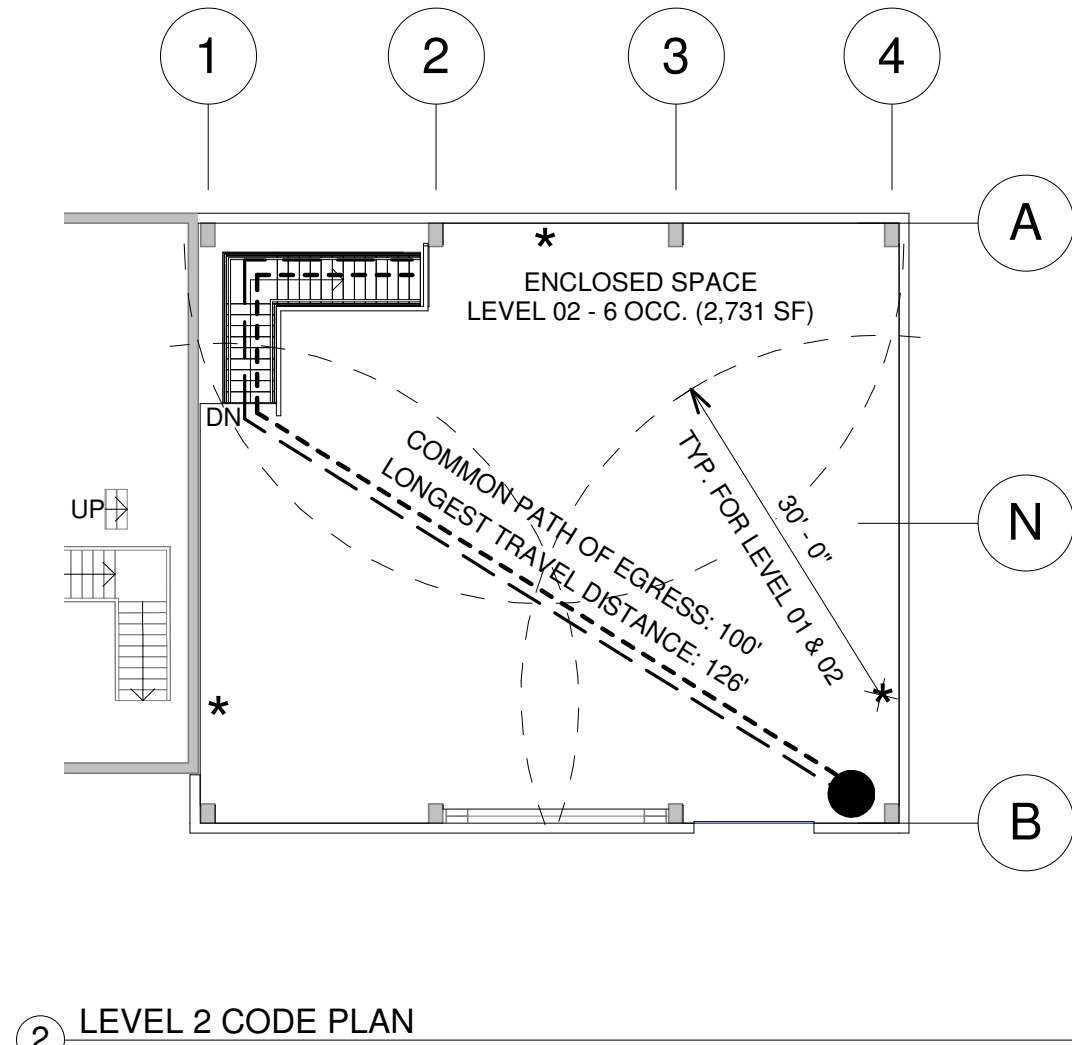 1 2 3 4
A
*
ENCLOSED SPACE
LEVEL 02 - 6 OCC. (2,731 SF)
DN
UP
COMMON PATH OF EGRESS: 100'
LONGEST TRAVEL DISTANCE: 126'
30' - 0"
TYP. FOR LEVEL 01 & 02
N
*
*
B
2 LEVEL 2 CODE PLAN